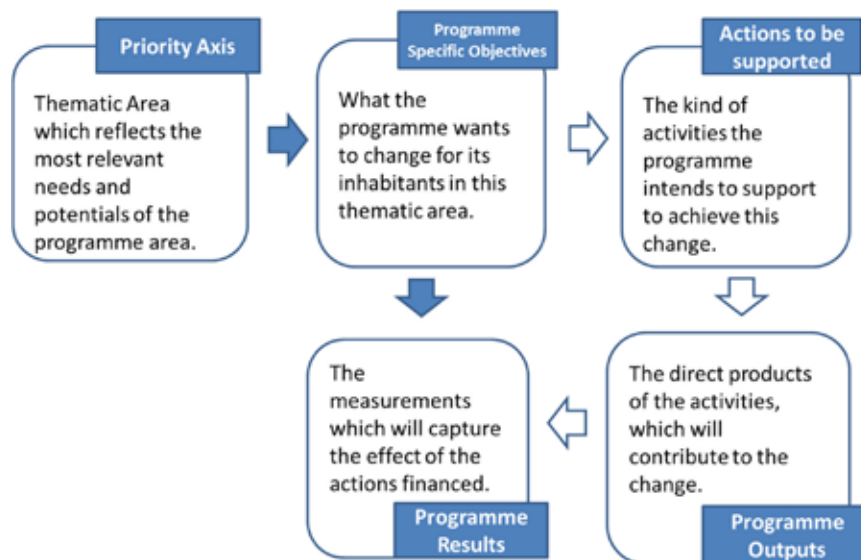 Priority Axis
Thematic Area
which reflects the
most relevant
needs and
potentials of the
programme area.
Programme
Specific Objectives
What the
programme wants
to change for its
inhabitants in this
thematic area.
Actions to be
supported
The kind of
activities the
programme
intends to support
to achieve this
change.
The
measurements
which will capture
the effect of the
actions financed.
Programme
Results
The direct products
of the activities,
which will
contribute to the
change.
Programme
Outputs